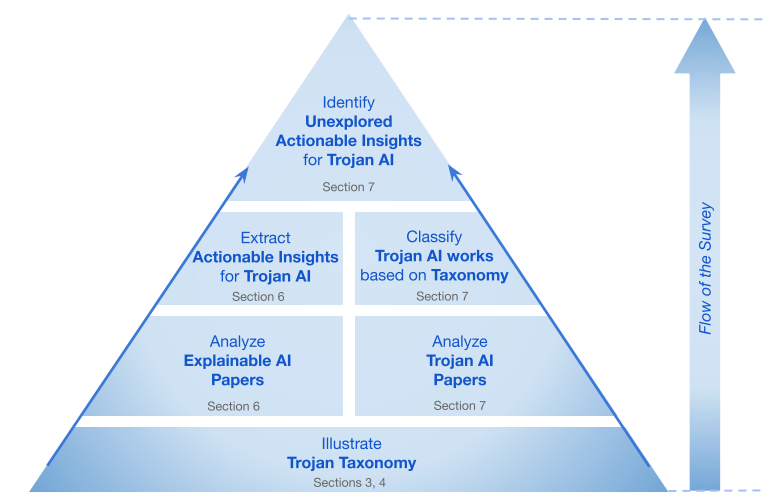 Identify
Unexplored
Actionable Insights
for Trojan AI
Section 7
Extract
Actionable Insights
for Trojan AI
Section 6
Classify
Trojan AI works
based on Taxonomy
Section 7
Analyze
Explainable AI
Papers
Section 6
Analyze
Trojan AI
Papers
Section 7
Illustrate
Trojan Taxonomy
Sections 3, 4
Flow of the Survey